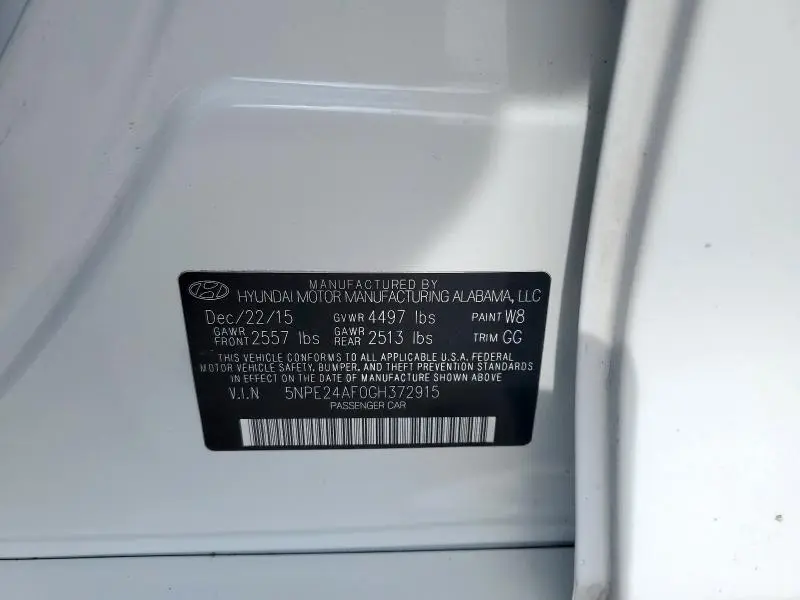 MANUFACTURED BY
HYUNDAI MOTOR MANUFACTURING ALABAMA, LLC
Dec/22/15 GVWR 4497 lbs PAINT W8
GAWR FRONT 2557 lbs GAWR REAR 2513 lbs TRIM GG
THIS VEHICLE CONFORMS TO ALL APPLICABLE U.S.A. FEDERAL
MOTOR VEHICLE SAFETY, BUMPER, AND THEFT PREVENTION STANDARDS
IN EFFECT ON THE DATE OF MANUFACTURE SHOWN ABOVE
V.I.N 5NPE24AF0GH372915
PASSENGER CAR